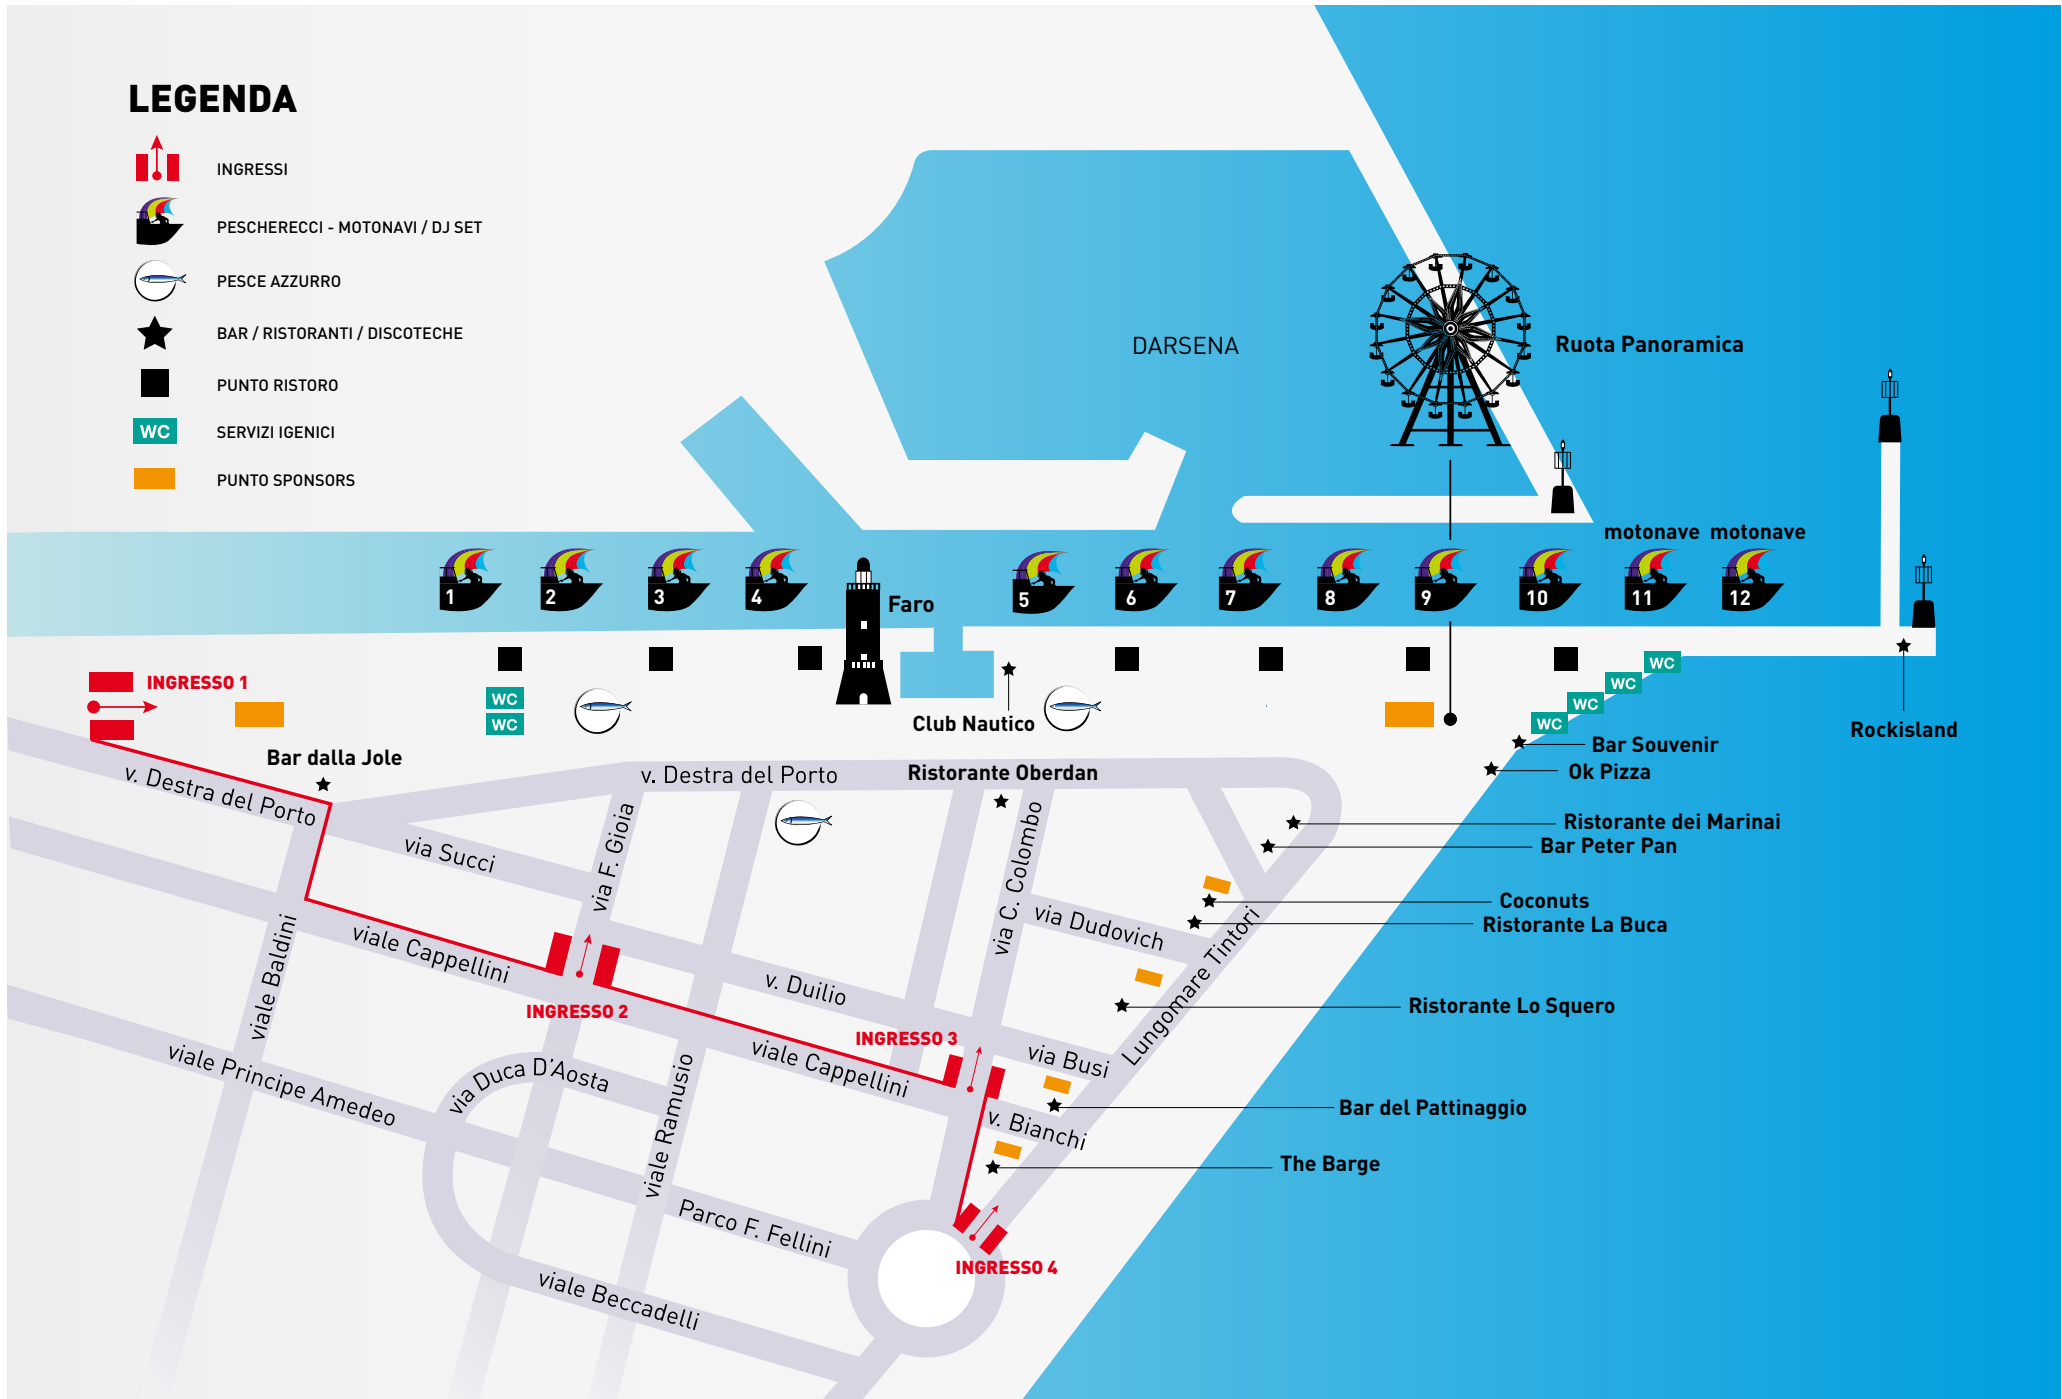 LEGENDA
INGRESSI
PESCHERECCI - MOTONAVI / DJ SET
PESCE AZZURRO
BAR / RISTORANTI / DISCOTECHE
PUNTO RISTORO
WC
SERVIZI IGENICI
PUNTO SPONSORS
DARSENA
Ruota Panoramica
motonave motonave
1
2
3
4
Faro
5
6
7
8
9
10
11
12
INGRESSO 1
WC
WC
WC
WC
WC
WC
Club Nautico
Rockisland
Bar dalla Jole
v. Destra del Porto
v. Destra del Porto
Ristorante Oberdan
Bar Souvenir
Ok Pizza
Ristorante dei Marinai
Bar Peter Pan
Coconuts
Ristorante La Buca
Ristorante Lo Squero
Bar del Pattinaggio
The Barge
via Succi
via F. Gioia
via C. Colombo
via Dudovich
Lungomare Tintori
viale Baldini
viale Cappellini
v. Duilio
INGRESSO 2
INGRESSO 3
via Busi
viale Cappellini
v. Bianchi
viale Principe Amedeo
via Duca D'Aosta
viale Ramusio
Parco F. Fellini
INGRESSO 4
viale Beccadelli